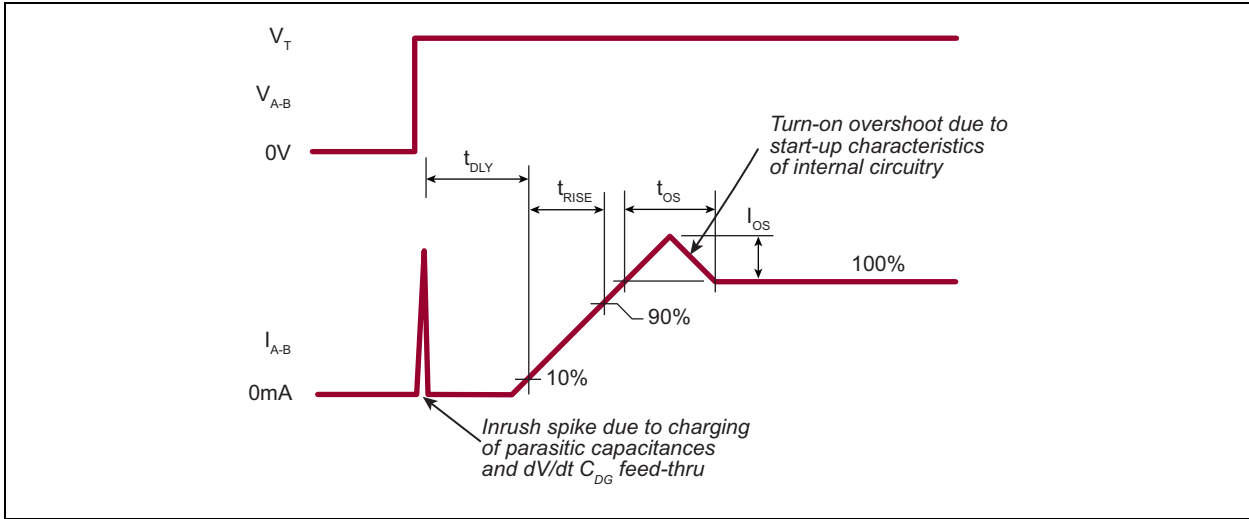 V_T
V_A-B
0V
Turn-on overshoot due to
start-up characteristics
of internal circuitry
t_DLY
t_RISE
t_OS
I_OS
100%
90%
I_A-B
10%
0mA
Inrush spike due to charging
of parasitic capacitances
and dV/dt C_DG feed-thru